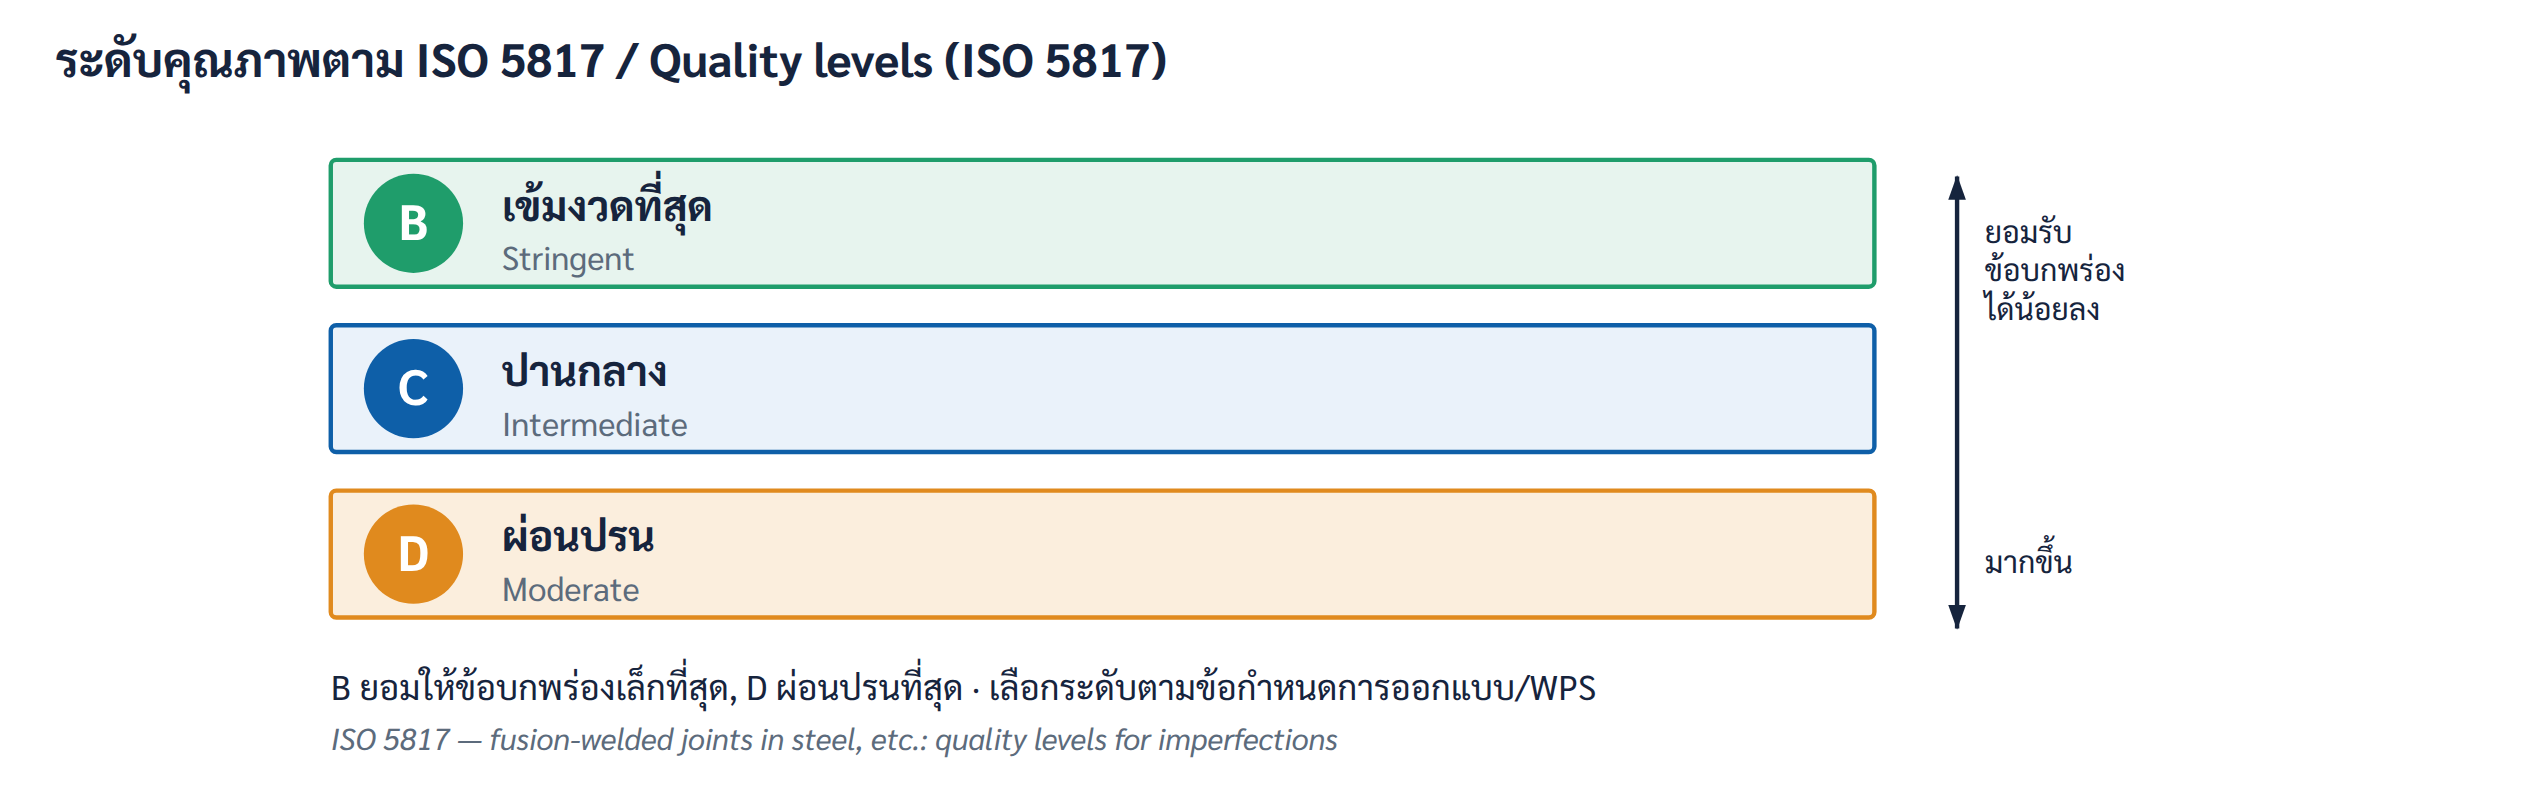 ระดับคุณภาพตาม ISO 5817 / Quality levels (ISO 5817)
B
เข้มงวดที่สุด
Stringent
C
ปานกลาง
Intermediate
D
ผ่อนปรน
Moderate
ยอมรับ
ข้อบกพร่อง
ได้น้อยลง
มากขึ้น
B ยอมให้ข้อบกพร่องเล็กที่สุด, D ผ่อนปรนที่สุด · เลือกระดับตามข้อกำหนดการออกแบบ/WPS
ISO 5817 — fusion-welded joints in steel, etc.: quality levels for imperfections